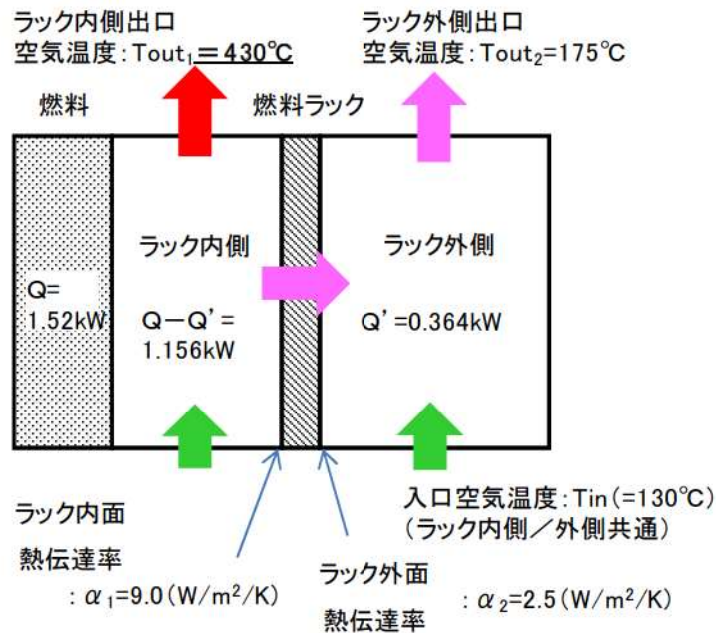 ラック内側出口
空気温度:Tout₁=430℃
ラック外側出口
空気温度:Tout₂=175℃
燃料
燃料ラック
ラック内側
ラック外側
Q=
1.52kW
Q-Q'=
1.156kW
Q'=0.364kW
入口空気温度:Tin(=130℃)
(ラック内側/外側共通)
ラック内面
熱伝達率
:α₁=9.0(W/m²/K)
ラック外面
熱伝達率
:α₂=2.5(W/m²/K)